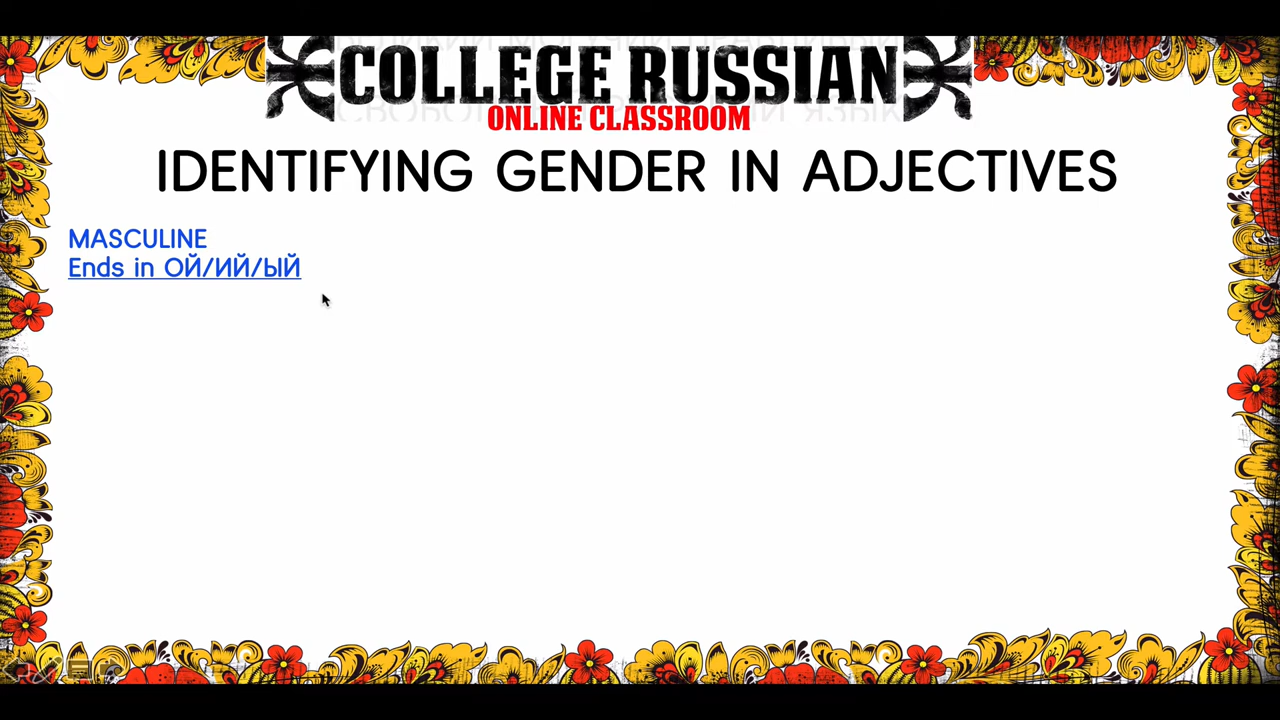 COLLEGE RUSSIAN
ONLINE CLASSROOM
IDENTIFYING GENDER IN ADJECTIVES
MASCULINE
Ends in ОЙ/ИЙ/ЫЙ